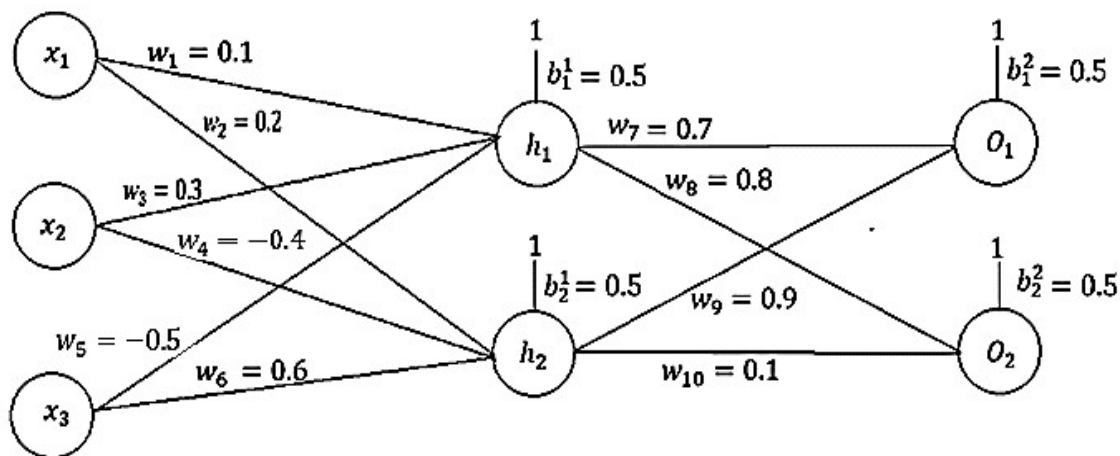 x₁
w₁ = 0.1
1
b₁¹ = 0.5
1
b₁² = 0.5
w₂ = 0.2
h₁
w₇ = 0.7
O₁
w₃ = 0.3
w₈ = 0.8
x₂
w₄ = −0.4
1
b₂¹ = 0.5
w₉ = 0.9
1
b₂² = 0.5
w₅ = −0.5
h₂
O₂
w₆ = 0.6
w₁₀ = 0.1
x₃